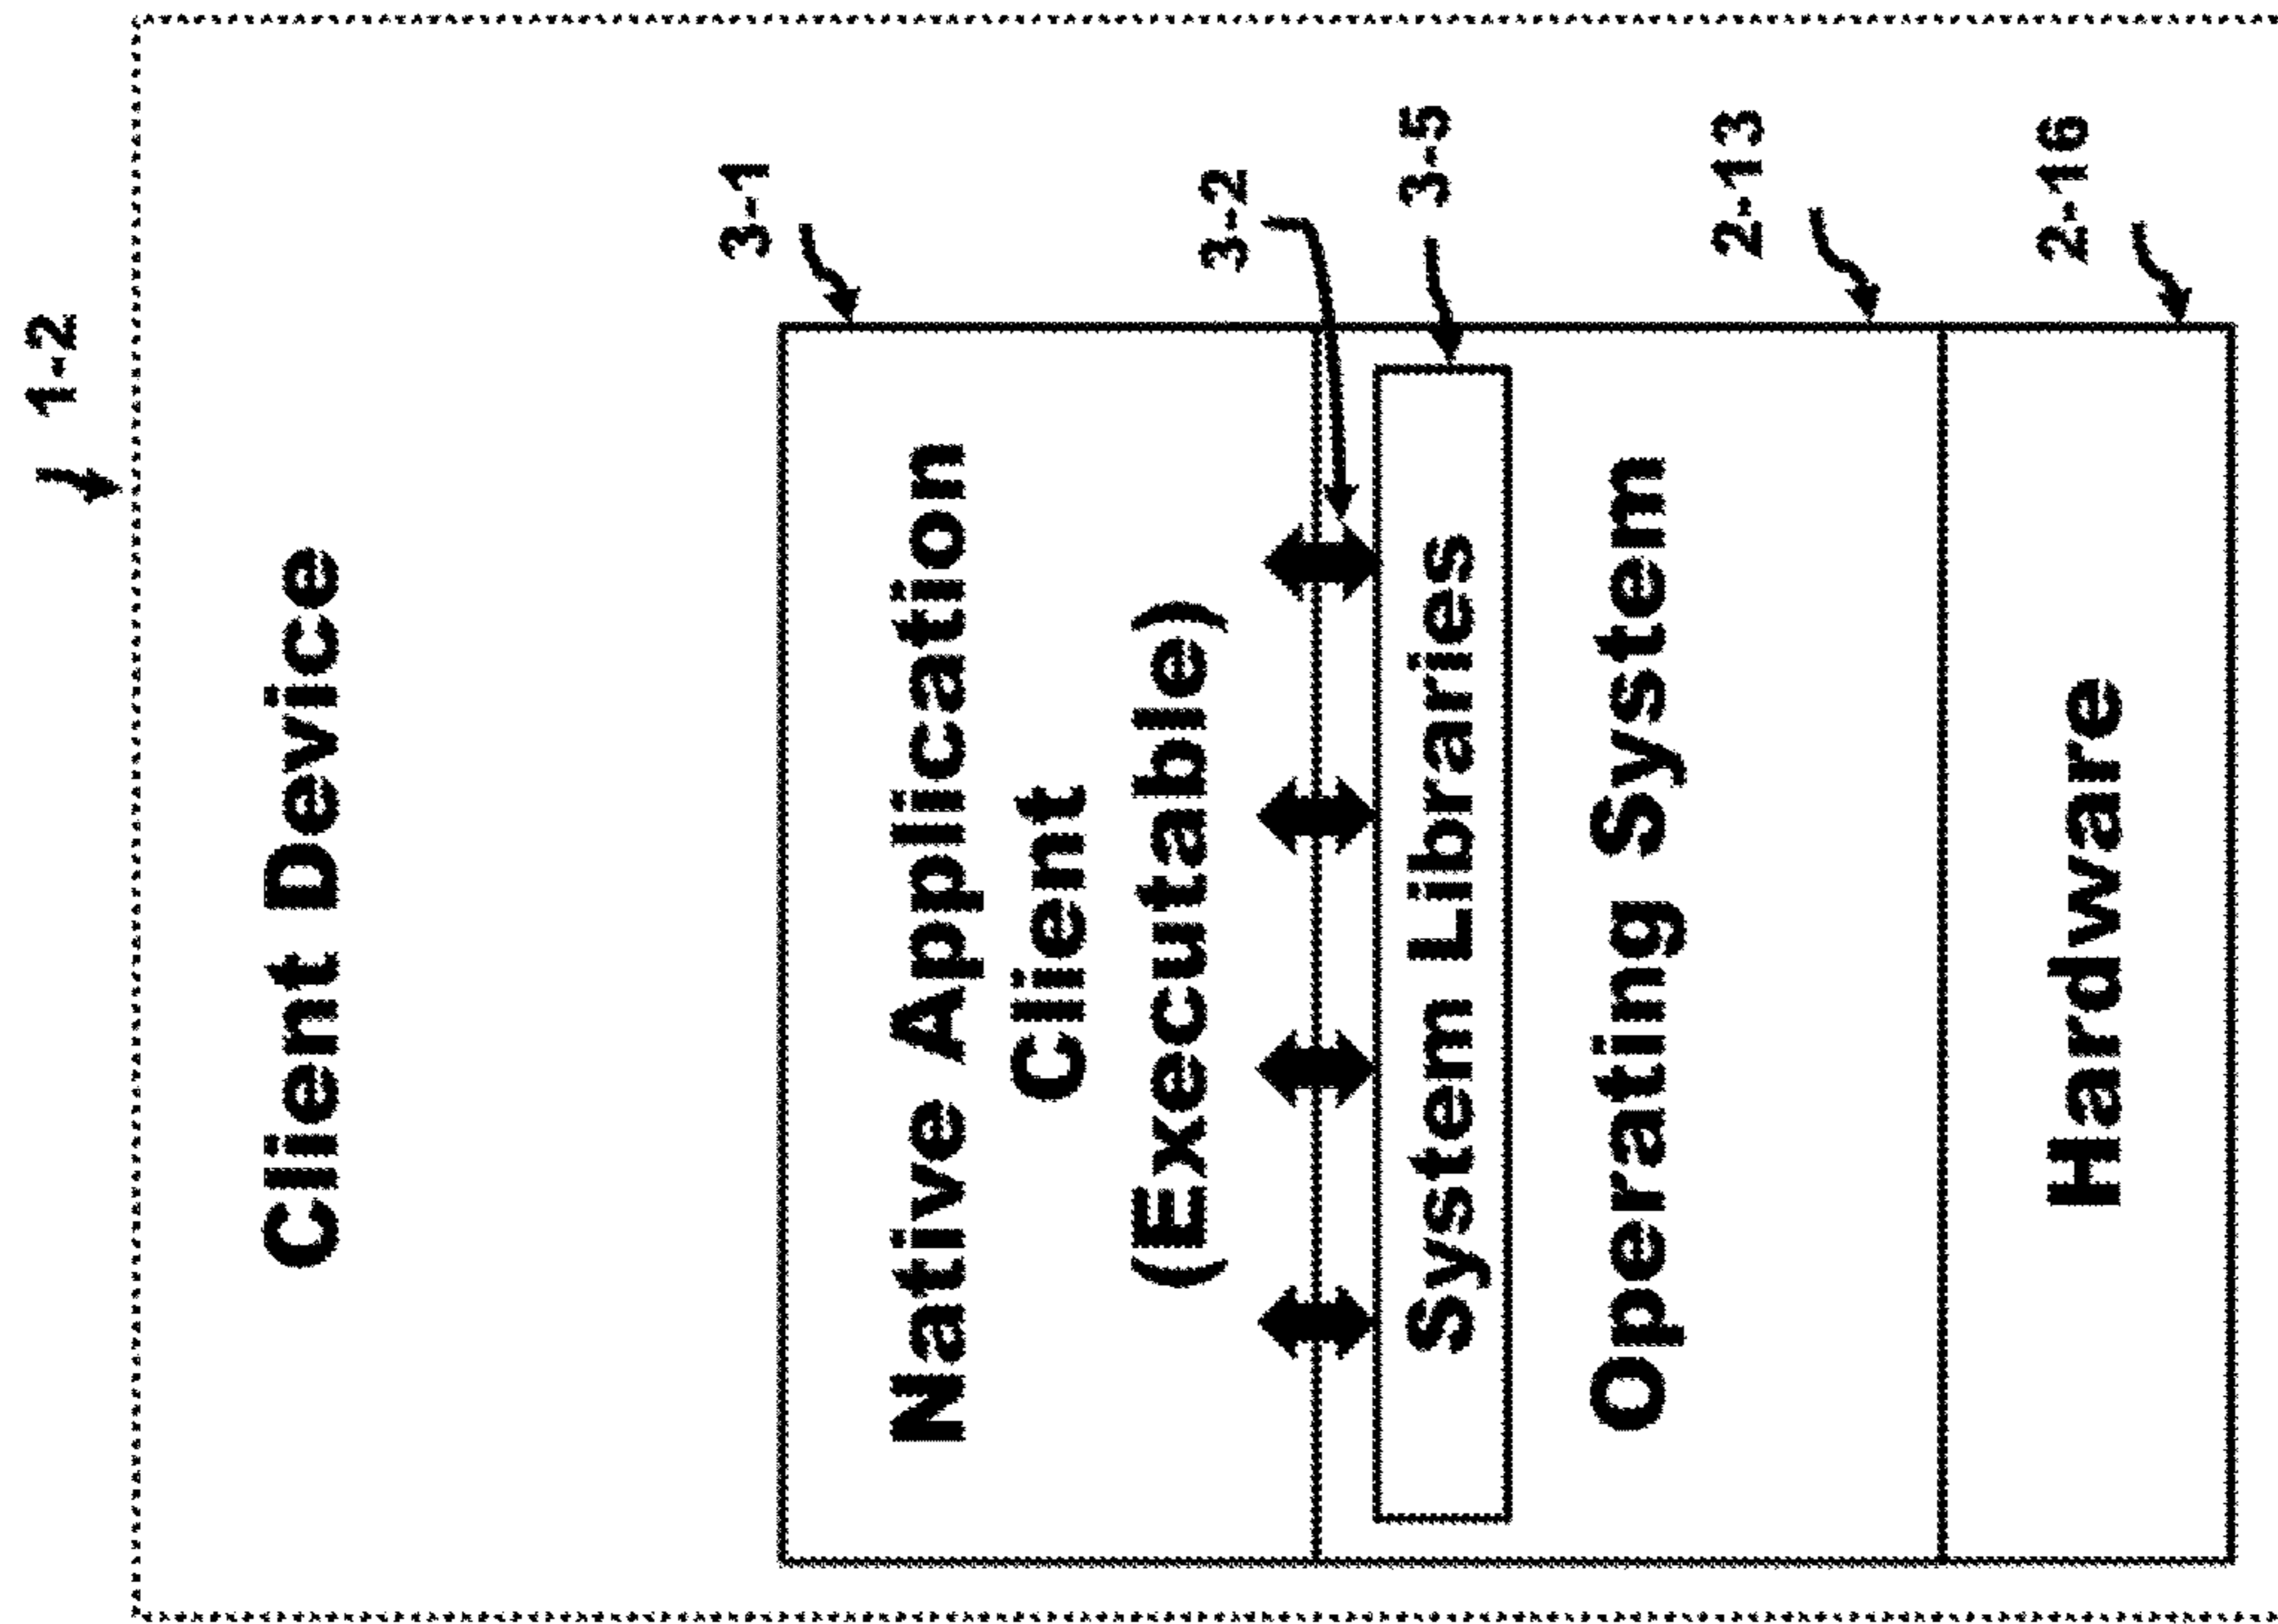 1-2
Client Device
3-1
Native Application
Client
(Executable)
3-2
3-5
System Libraries
2-13
Operating System
2-16
Hardware